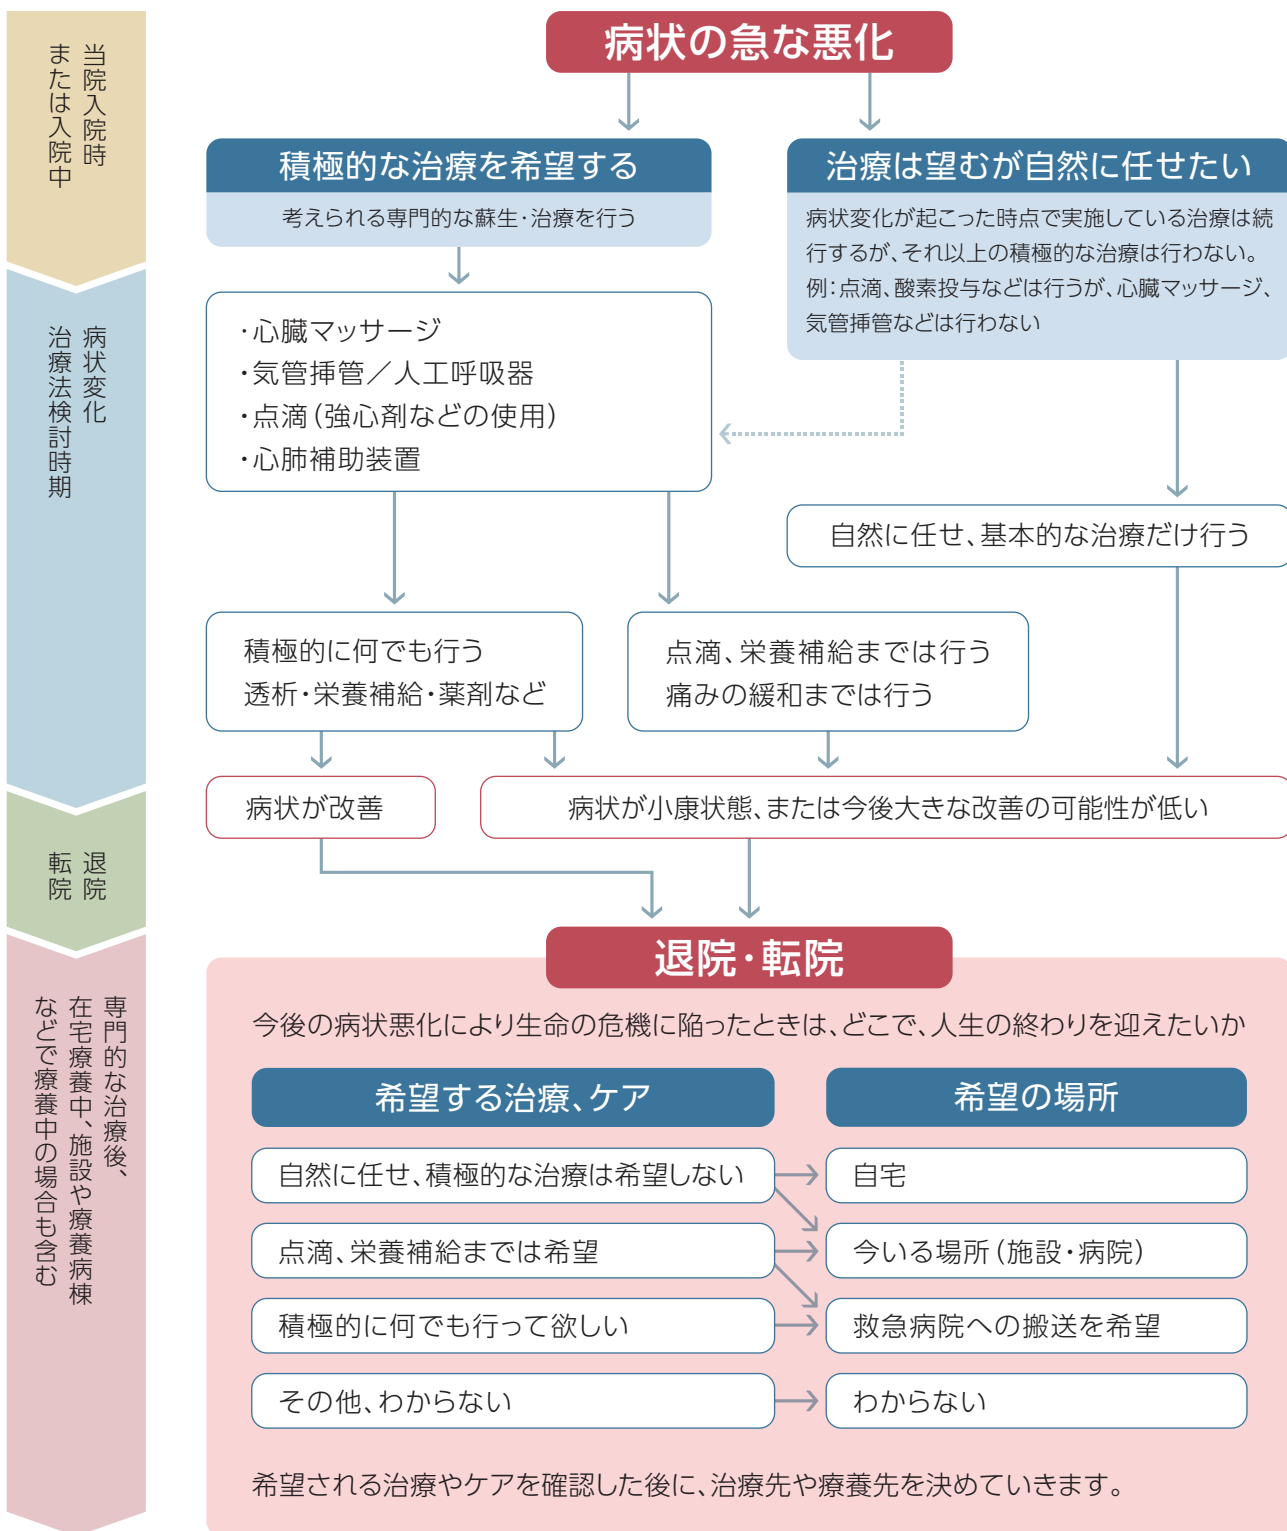 当院入院時
または入院中
病状の急な悪化
積極的な治療を希望する
考えられる専門的な蘇生・治療を行う
治療は望むが自然に任せたい
病状変化が起こった時点で実施している治療は続
行するが、それ以上の積極的な治療は行わない。
例：点滴、酸素投与などは行うが、心臓マッサージ、
気管挿管などは行わない
病状変化
治療法検討時期
・心臓マッサージ
・気管挿管／人工呼吸器
・点滴（強心剤などの使用）
・心肺補助装置
自然に任せ、基本的な治療だけ行う
積極的に何でも行う
透析・栄養補給・薬剤など
点滴、栄養補給までは行う
痛みの緩和までは行う
病状が改善
病状が小康状態、または今後大きな改善の可能性が低い
退院
転院
退院・転院
専門的な治療後、
在宅療養中、施設や療養病棟
などで療養中の場合も含む
今後の病状悪化により生命の危機に陥ったときは、どこで、人生の終わりを迎えたいか
希望する治療、ケア
希望の場所
自然に任せ、積極的な治療は希望しない
自宅
点滴、栄養補給までは希望
今いる場所（施設・病院）
積極的に何でも行って欲しい
救急病院への搬送を希望
その他、わからない
わからない
希望される治療やケアを確認した後に、治療先や療養先を決めていきます。